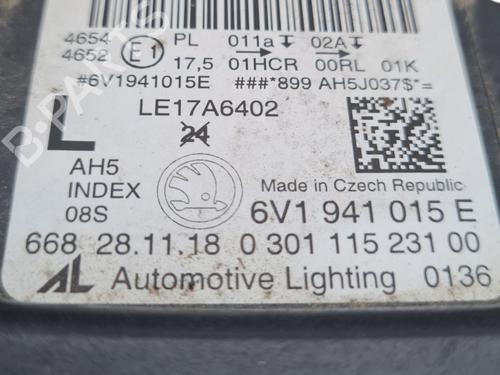 4654 E1 PL 011a 02A
4652 17,5 01HCR 00RL 01K
#6V1941015E ###*899 AH5J037$*=
LE17A6402
24
L
AH5
INDEX
08S
Made in Czech Republic
6V1 941 015 E
668 28.11.18 0 301 115 231 00
AL Automotive Lighting 0136
B-PARTS